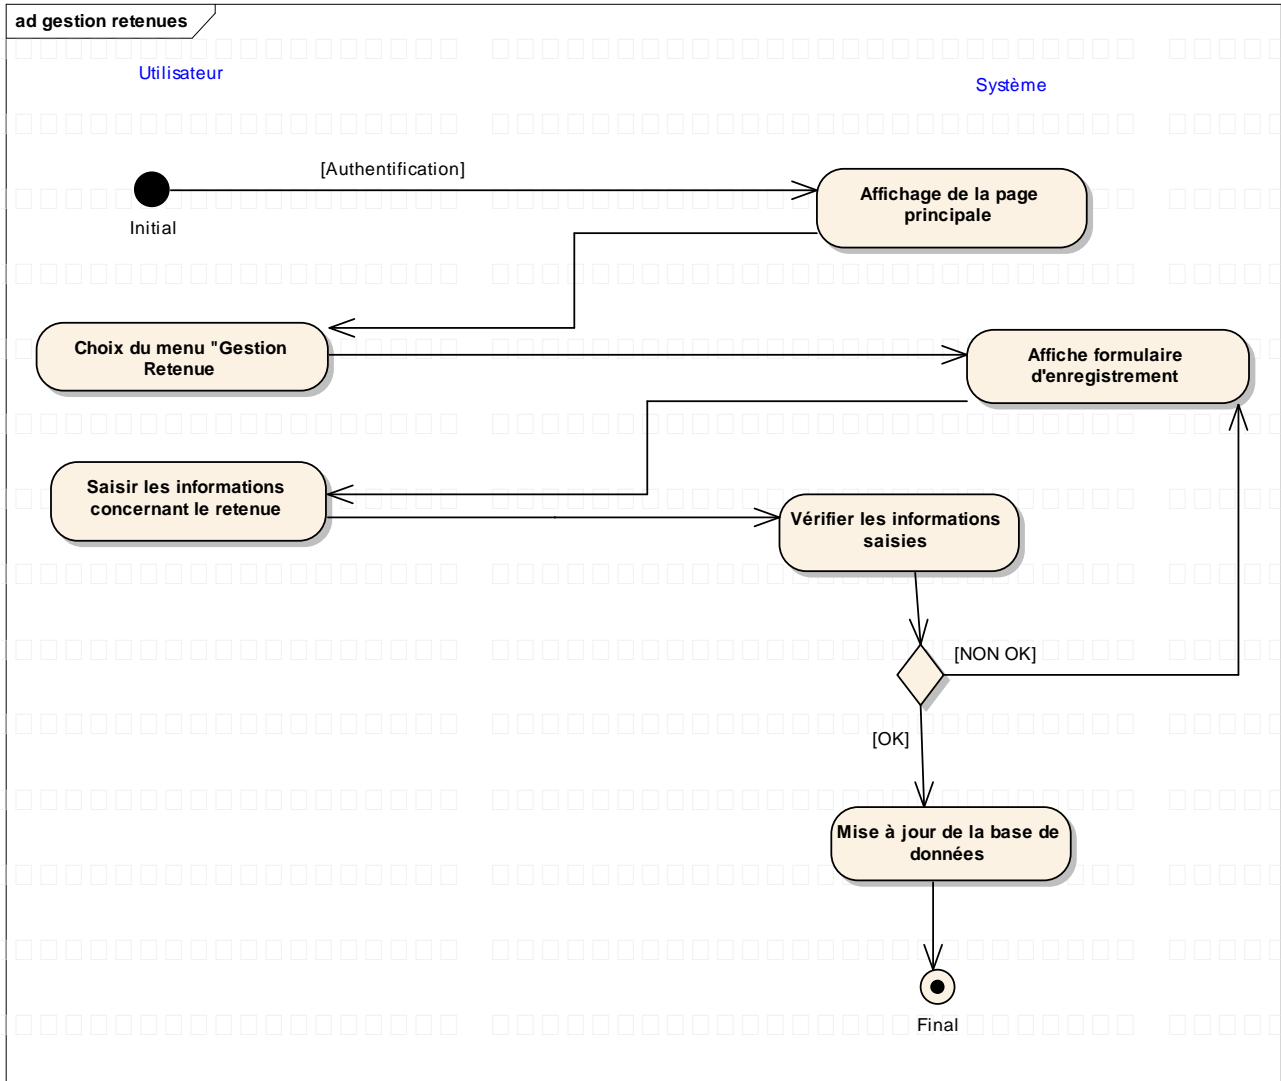 ad gestion retenues
Utilisateur
Système
[Authentification]
Affichage de la page
principale
Initial
Choix du menu "Gestion
Retenue
Affiche formulaire
d'enregistrement
Saisir les informations
concernant le retenue
Vérifier les informations
saisies
[NON OK]
[OK]
Mise à jour de la base de
données
Final